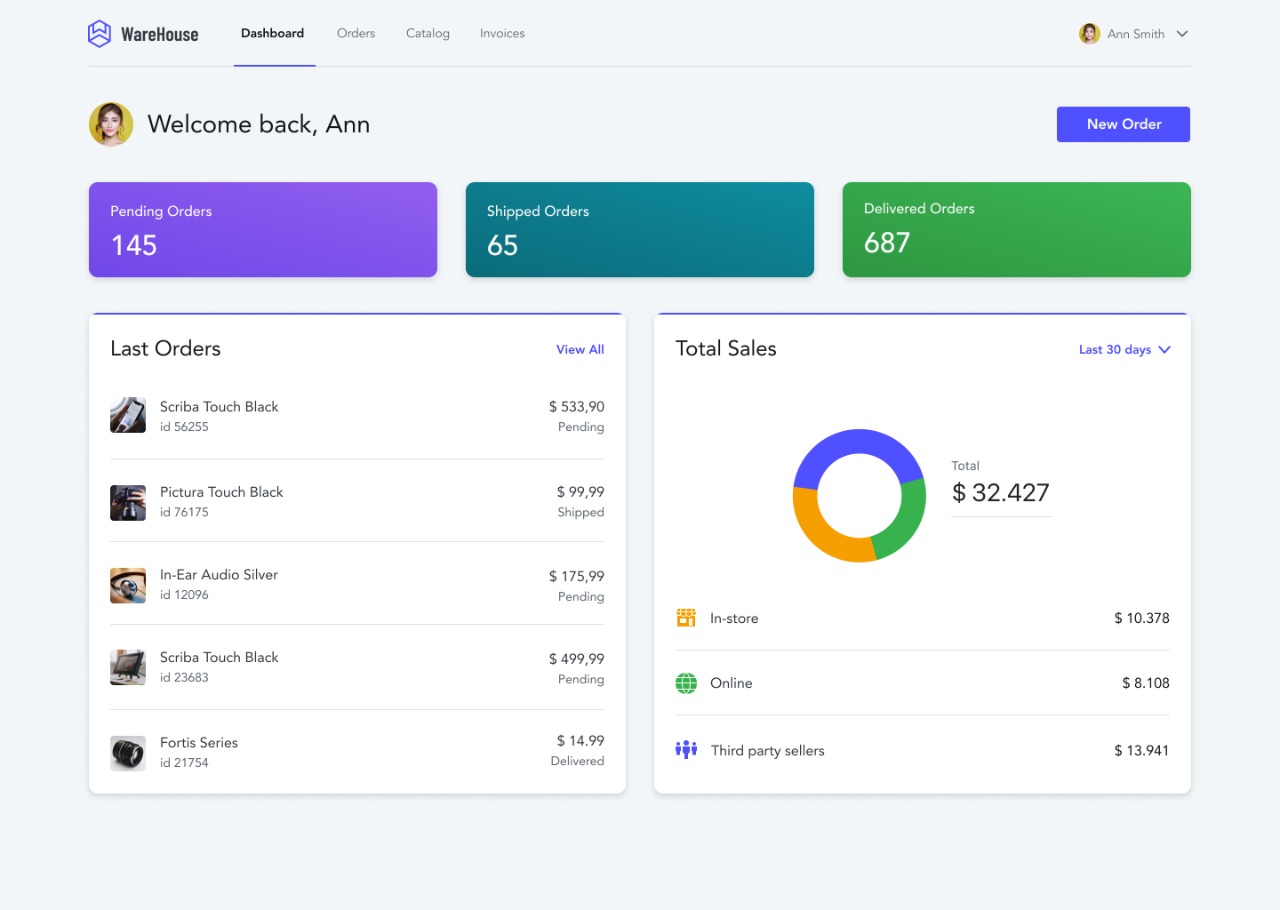 WareHouse
Dashboard
Orders
Catalog
Invoices
Ann Smith
Welcome back, Ann
New Order
Pending Orders
145
Shipped Orders
65
Delivered Orders
687
Last Orders
View All
Scriba Touch Black
$ 533,90
id 56255
Pending
Pictura Touch Black
$ 99,99
id 76175
Shipped
In-Ear Audio Silver
$ 175,99
id 12096
Pending
Scriba Touch Black
$ 499,99
id 23683
Pending
Fortis Series
$ 14.99
id 21754
Delivered
Total Sales
Last 30 days
Total
$ 32.427
In-store
$ 10.378
Online
$ 8.108
Third party sellers
$ 13.941